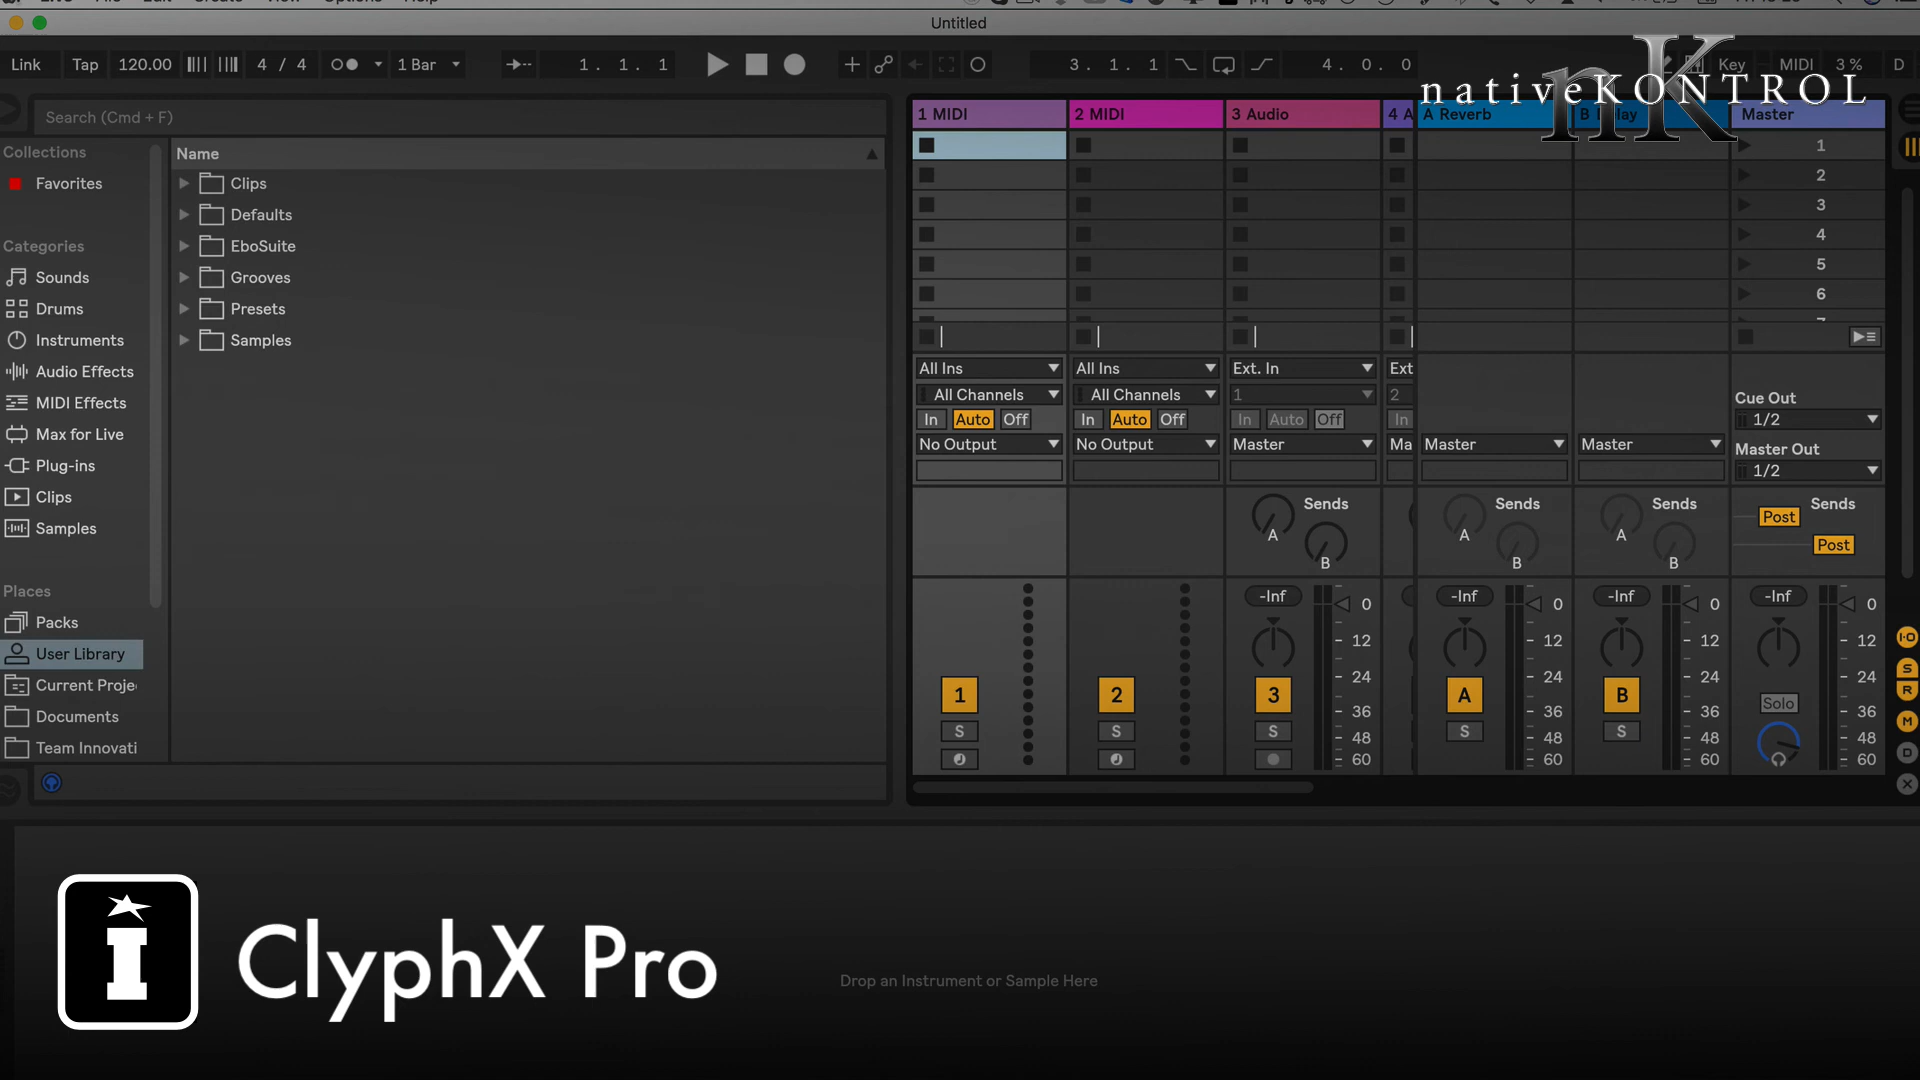 Untitled
Link
Tap
120.00
4 / 4
1 Bar
1. 1. 1
3. 1. 1
4. 0. 0
Key
MIDI
3 %
D
nativeKONTROL
nK
Search (Cmd + F)
Collections
Favorites
Categories
Sounds
Drums
Instruments
Audio Effects
MIDI Effects
Max for Live
Plug-ins
Clips
Samples
Places
Packs
User Library
Current Proje
Documents
Team Innovati
Name
Clips
Defaults
EboSuite
Grooves
Presets
Samples
1 MIDI
2 MIDI
3 Audio
4 A
A Reverb
Master
1
2
3
4
5
6
All Ins
All Ins
Ext. In
Ext
All Channels
All Channels
1
2
In Auto Off
In Auto Off
In Auto Off
In
No Output
No Output
Master
Ma
Master
Master
Cue Out
1/2
Master Out
1/2
Sends
A
B
Sends
A
B
Sends
A
B
Sends
Post
Post
-Inf
-Inf
-Inf
-Inf
0
12
24
36
48
60
0
12
24
36
48
60
0
12
24
36
48
60
0
12
24
36
48
60
1
2
3
A
B
Solo
S
S
S
S
S
I·O
S
R
M
D
ClyphX Pro
Drop an Instrument or Sample Here